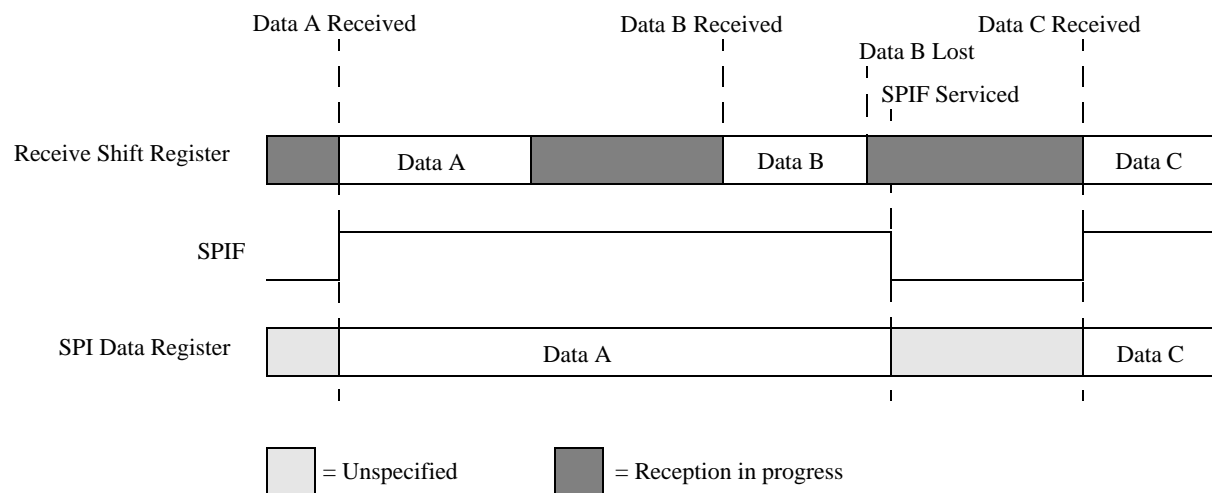 Data A Received
Data B Received
Data C Received
Data B Lost
SPIF Serviced
Receive Shift Register
Data A
Data B
Data C
SPIF
SPI Data Register
Data A
Data C
= Unspecified
= Reception in progress